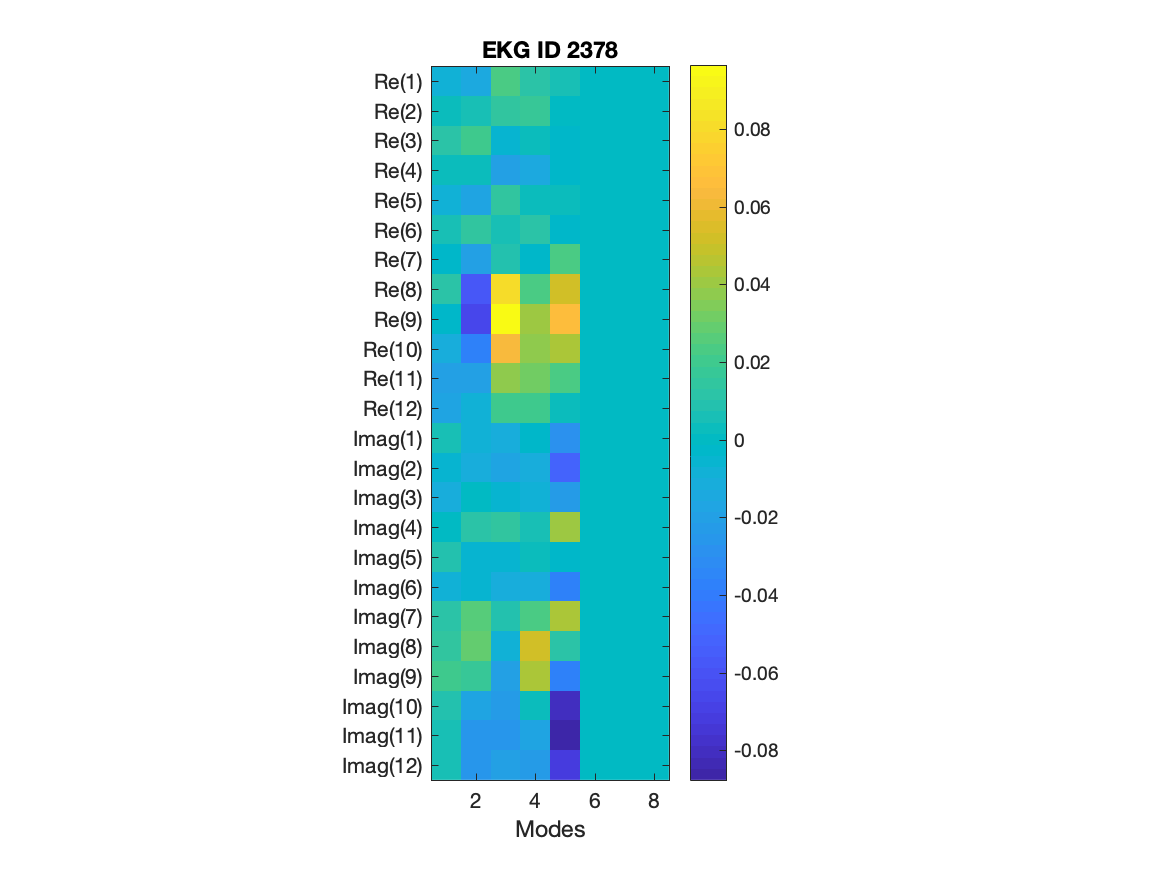 EKG ID 2378
Re(1)
Re(2)
Re(3)
Re(4)
Re(5)
Re(6)
Re(7)
Re(8)
Re(9)
Re(10)
Re(11)
Re(12)
Imag(1)
Imag(2)
Imag(3)
Imag(4)
Imag(5)
Imag(6)
Imag(7)
Imag(8)
Imag(9)
Imag(10)
Imag(11)
Imag(12)
2 4 6 8
Modes
0.08
0.06
0.04
0.02
0
-0.02
-0.04
-0.06
-0.08